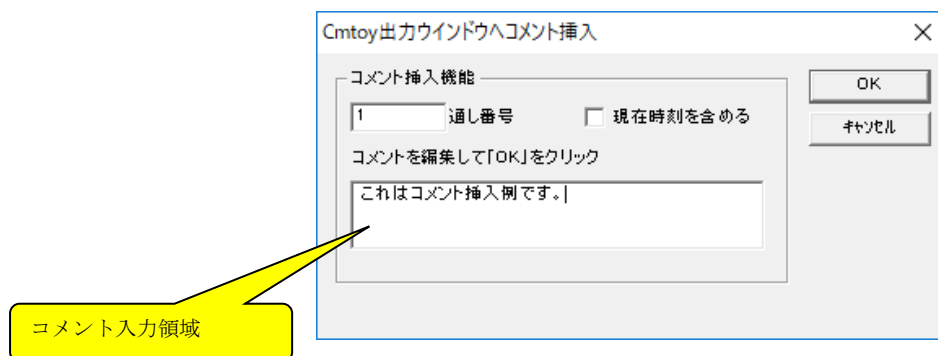 Cmtoy出力ウインドウへコメント挿入
コメント挿入機能
OK
1 通し番号 現在時刻を含める
キャンセル
コメントを編集して「OK」をクリック
これはコメント挿入例です。
コメント入力領域